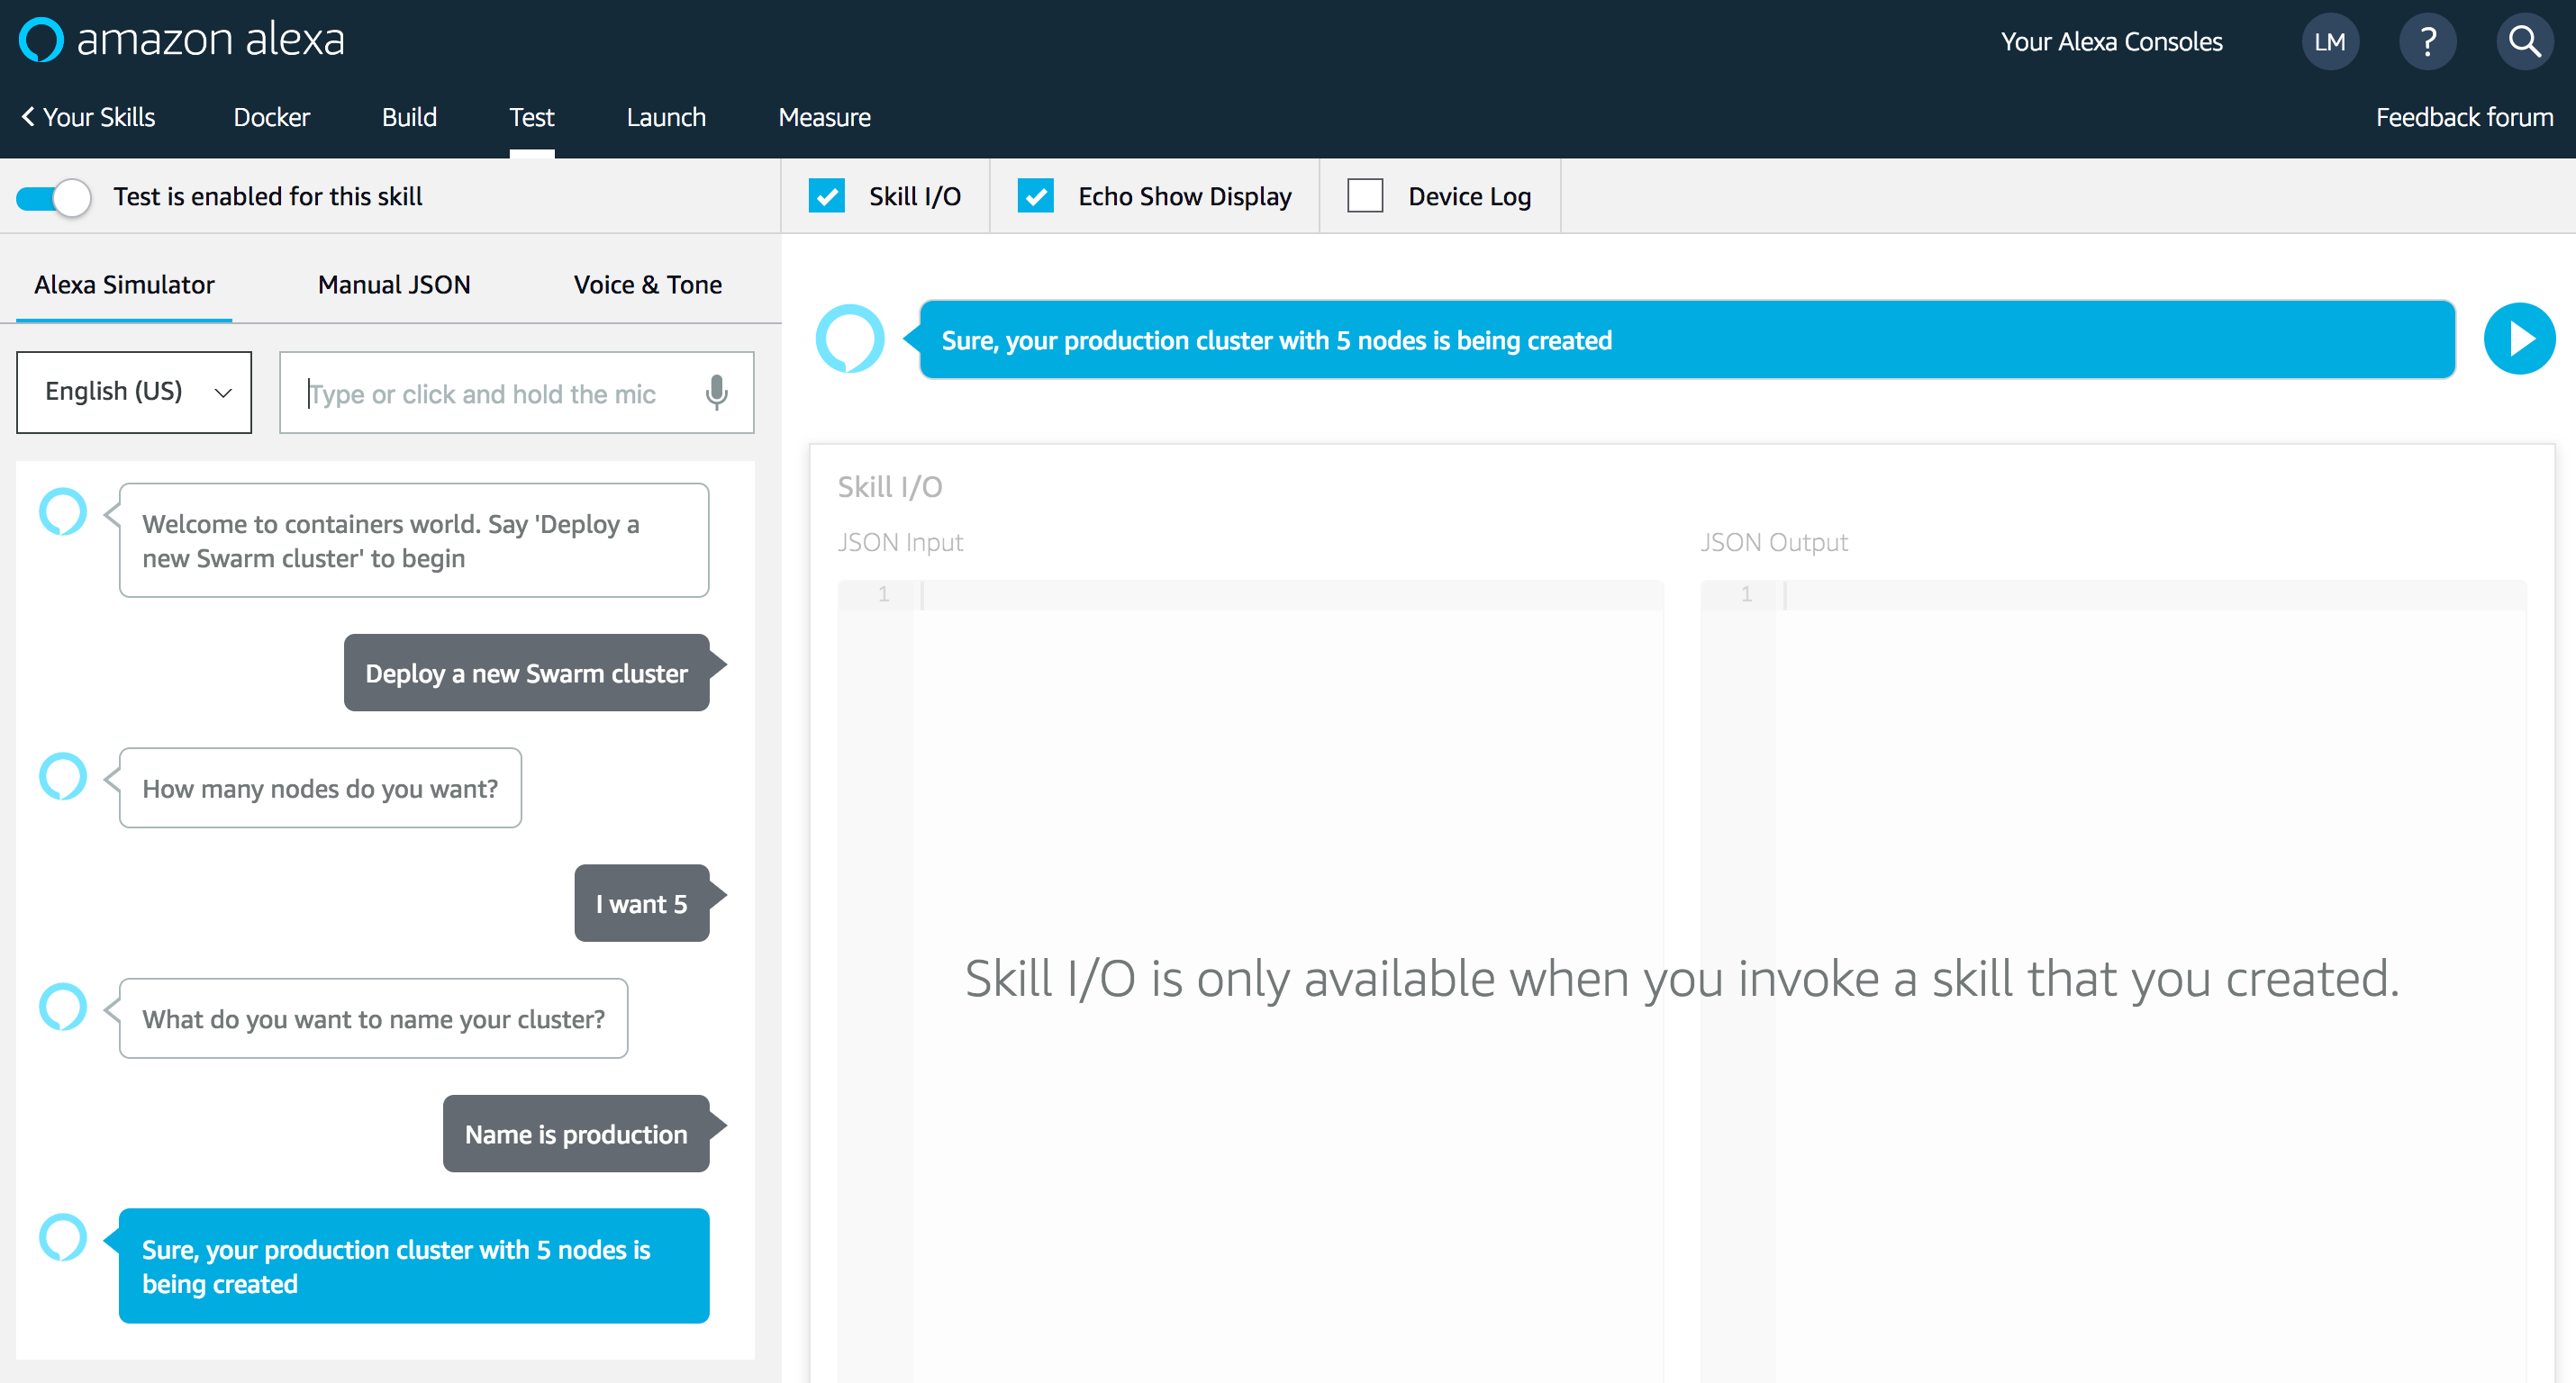 amazon alexa
Your Alexa Consoles
LM
?
Your Skills
Docker
Build
Test
Launch
Measure
Feedback forum
Test is enabled for this skill
Skill I/O
Echo Show Display
Device Log
Alexa Simulator
Manual JSON
Voice & Tone
English (US)
Type or click and hold the mic
Welcome to containers world. Say 'Deploy a
new Swarm cluster' to begin
Deploy a new Swarm cluster
How many nodes do you want?
I want 5
What do you want to name your cluster?
Name is production
Sure, your production cluster with 5 nodes is
being created
Sure, your production cluster with 5 nodes is being created
Skill I/O
JSON Input
1
JSON Output
1
Skill I/O is only available when you invoke a skill that you created.